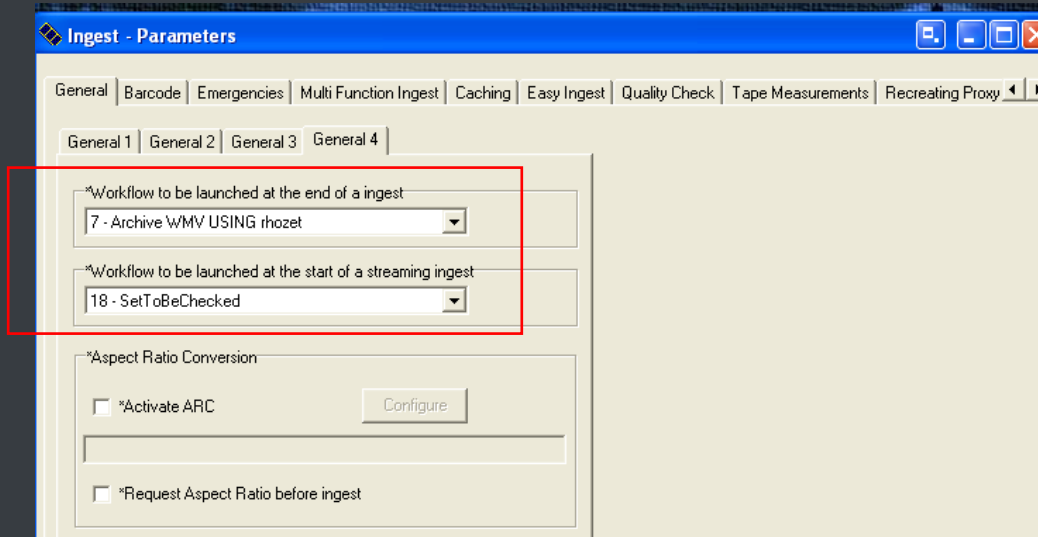 Ingest - Parameters
General Barcode Emergencies Multi Function Ingest Caching Easy Ingest Quality Check Tape Measurements Recreating Proxy
General 1 General 2 General 3 General 4
*Workflow to be launched at the end of a ingest
7 - Archive WMV USING rhozet
*Workflow to be launched at the start of a streaming ingest
18 - SetToBeChecked
*Aspect Ratio Conversion
*Activate ARC Configure
*Request Aspect Ratio before ingest